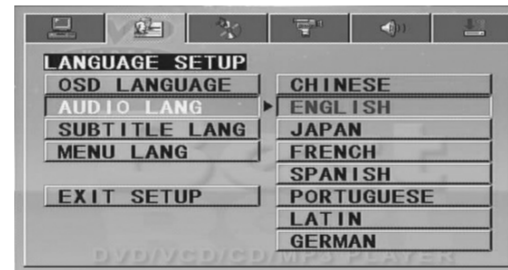 LANGUAGE SETUP
OSD LANGUAGE
AUDIO LANG
SUBTITLE LANG
MENU LANG
EXIT SETUP
CHINESE
ENGLISH
JAPAN
FRENCH
SPANISH
PORTUGUESE
LATIN
GERMAN
DVD/VCD/CD/MP3 PLAYER